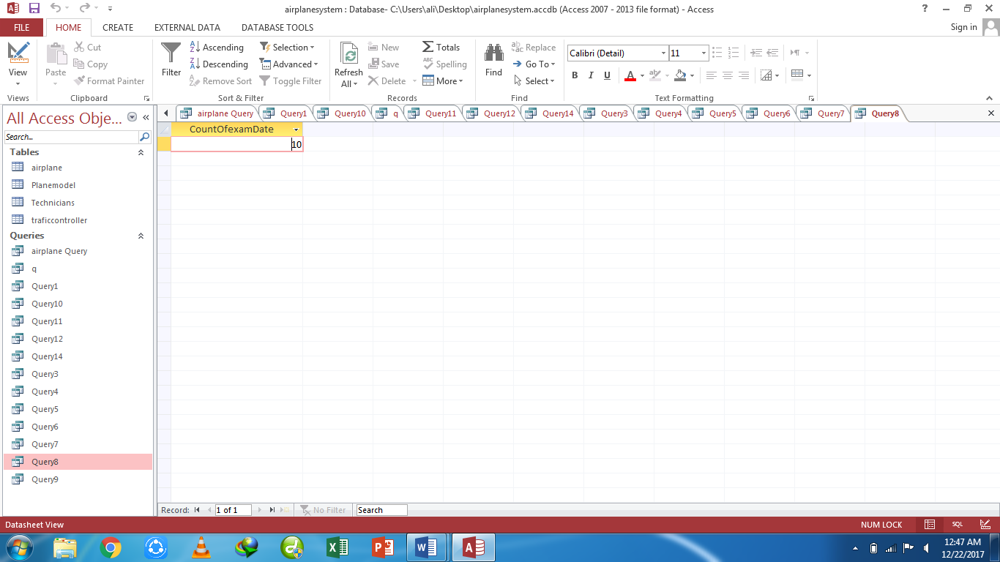 airplanesystem : Database- C:\Users\ali\Desktop\airplanesystem.accdb (Access 2007 - 2013 file format) - Access
FILE HOME CREATE EXTERNAL DATA DATABASE TOOLS Sign in
View
Views
Paste
Cut
Copy
Format Painter
Clipboard
Filter
Ascending
Descending
Remove Sort
Selection
Advanced
Toggle Filter
Sort & Filter
Refresh
All
New
Save
Delete
Totals
Spelling
More
Records
Find
Replace
Go To
Select
Find
Calibri (Detail) 11
B I U A
Text Formatting
All Access Obje...
Search...
Tables
airplane
Planemodel
Technicians
traficcontroller
Queries
airplane Query
q
Query1
Query10
Query11
Query12
Query14
Query3
Query4
Query5
Query6
Query7
Query8
Query9
airplane Query Query1 Query10 q Query11 Query12 Query14 Query3 Query4 Query5 Query6 Query7 Query8
CountOfexamDate
10
Record: 1 of 1 No Filter Search
Datasheet View NUM LOCK SQL
12:47 AM
12/22/2017